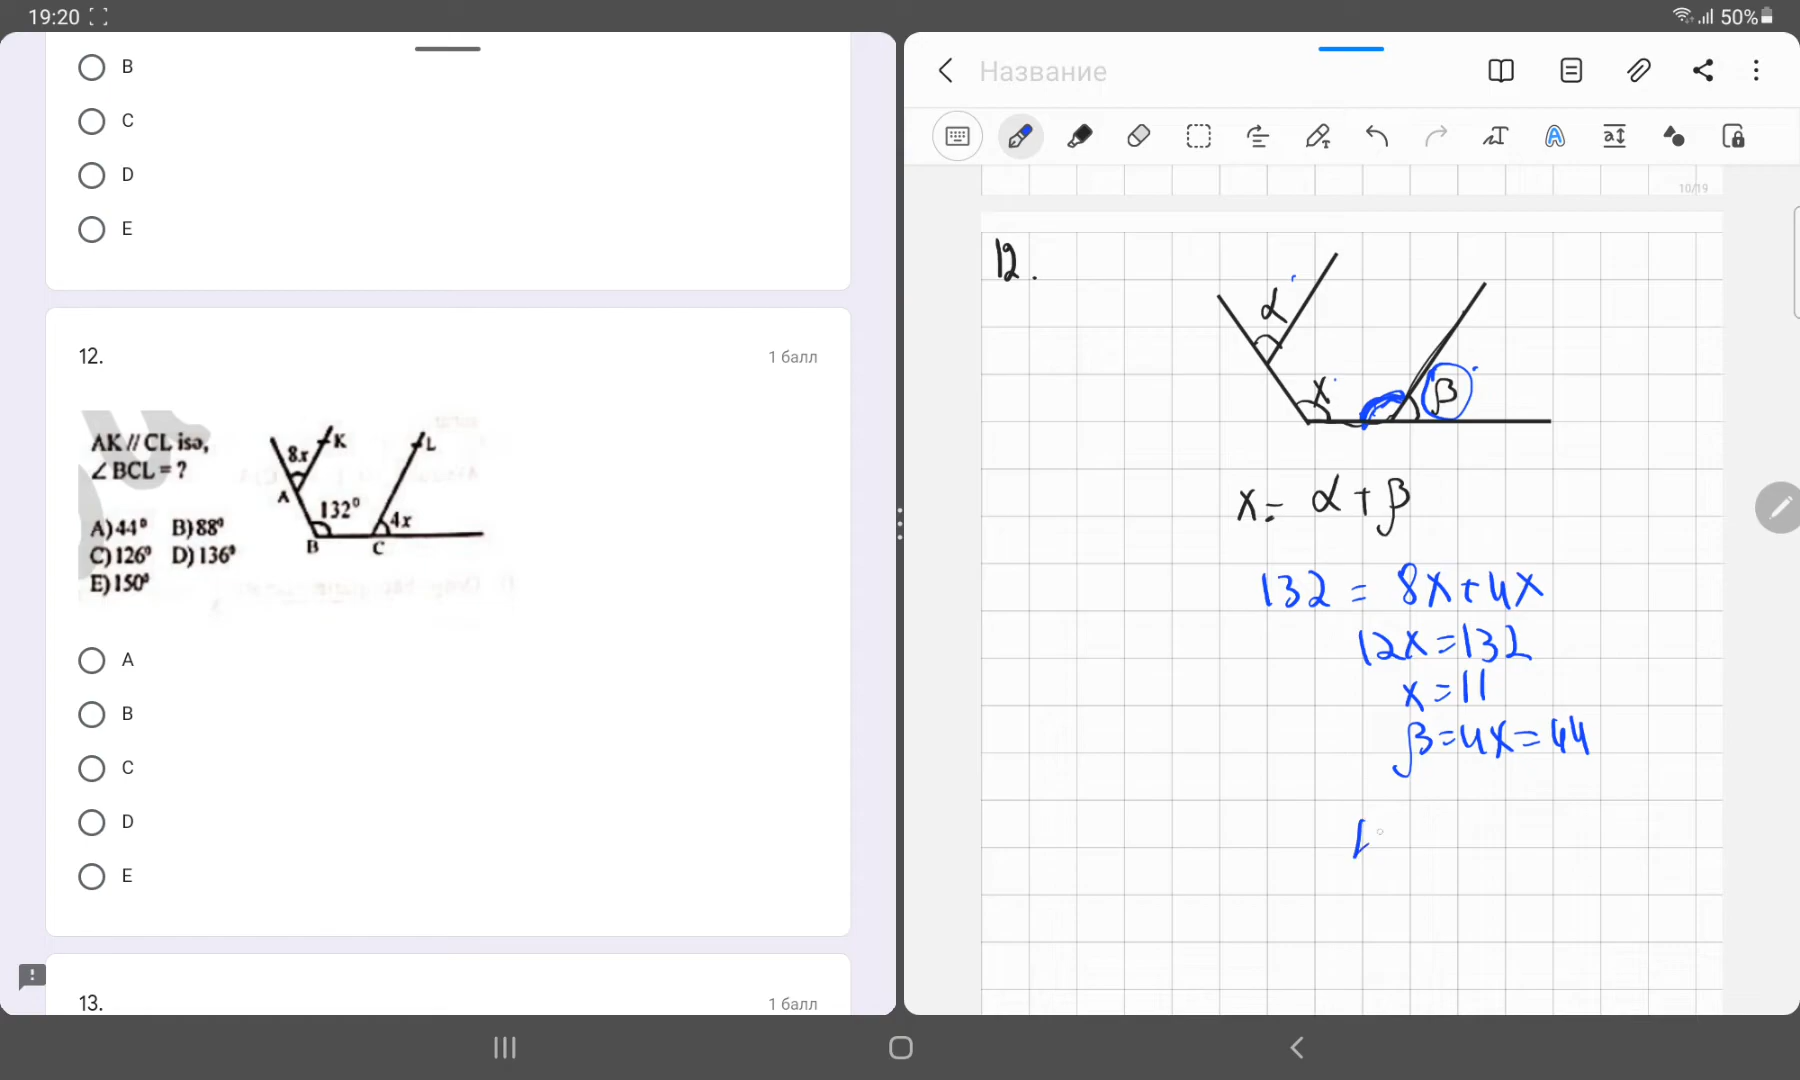 19:20
50%
B
C
D
E
12.
1 балл
AK // CL isə,
∠BCL = ?
A) 44° B) 88°
C) 126° D) 136°
E) 150°
8x
K
L
A
132°
4x
B
C
A
B
C
D
E
13.
1 балл
Название
10/19
12.
α
x
β
x = α + β
132 = 8x + 4x
12x = 132
x = 11
β = 4x = 44